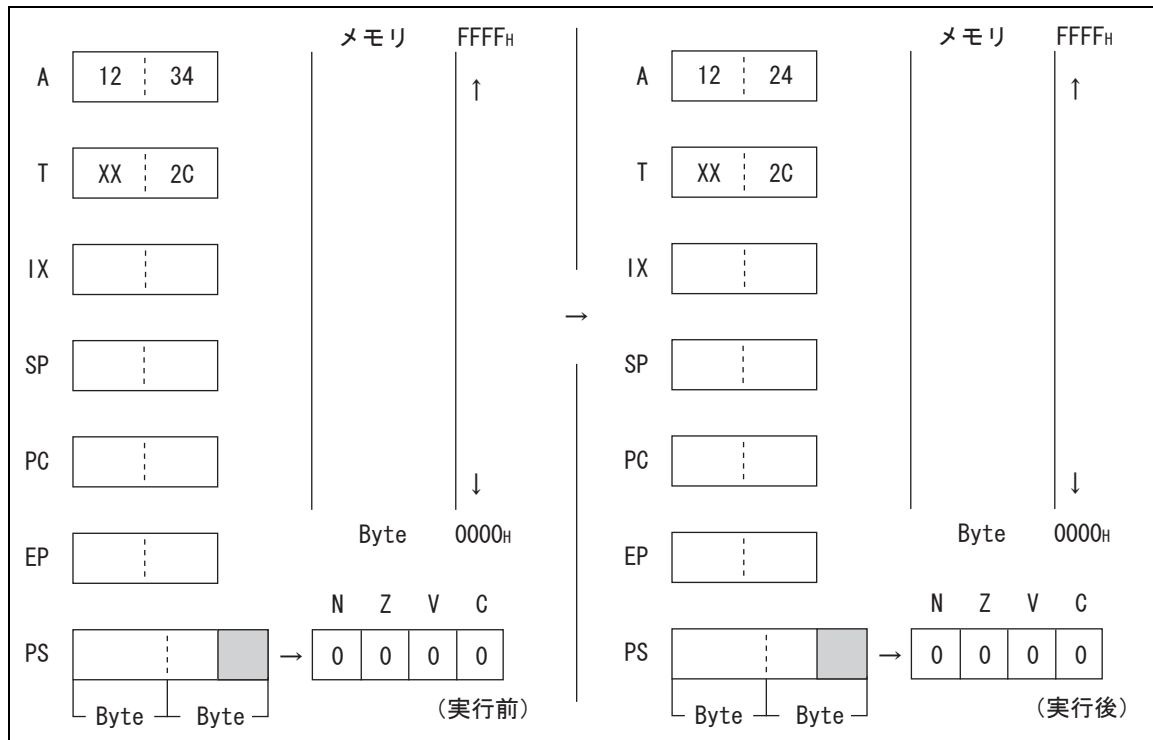 メモリ FFFFH
A 12 34
↑
T XX 2C
IX
SP
PC
↓
Byte 0000H
EP
N Z V C
PS → 0 0 0 0
Byte Byte (実行前)
→
メモリ FFFFH
A 12 24
↑
T XX 2C
IX
SP
PC
↓
Byte 0000H
EP
N Z V C
PS → 0 0 0 0
Byte Byte (実行後)